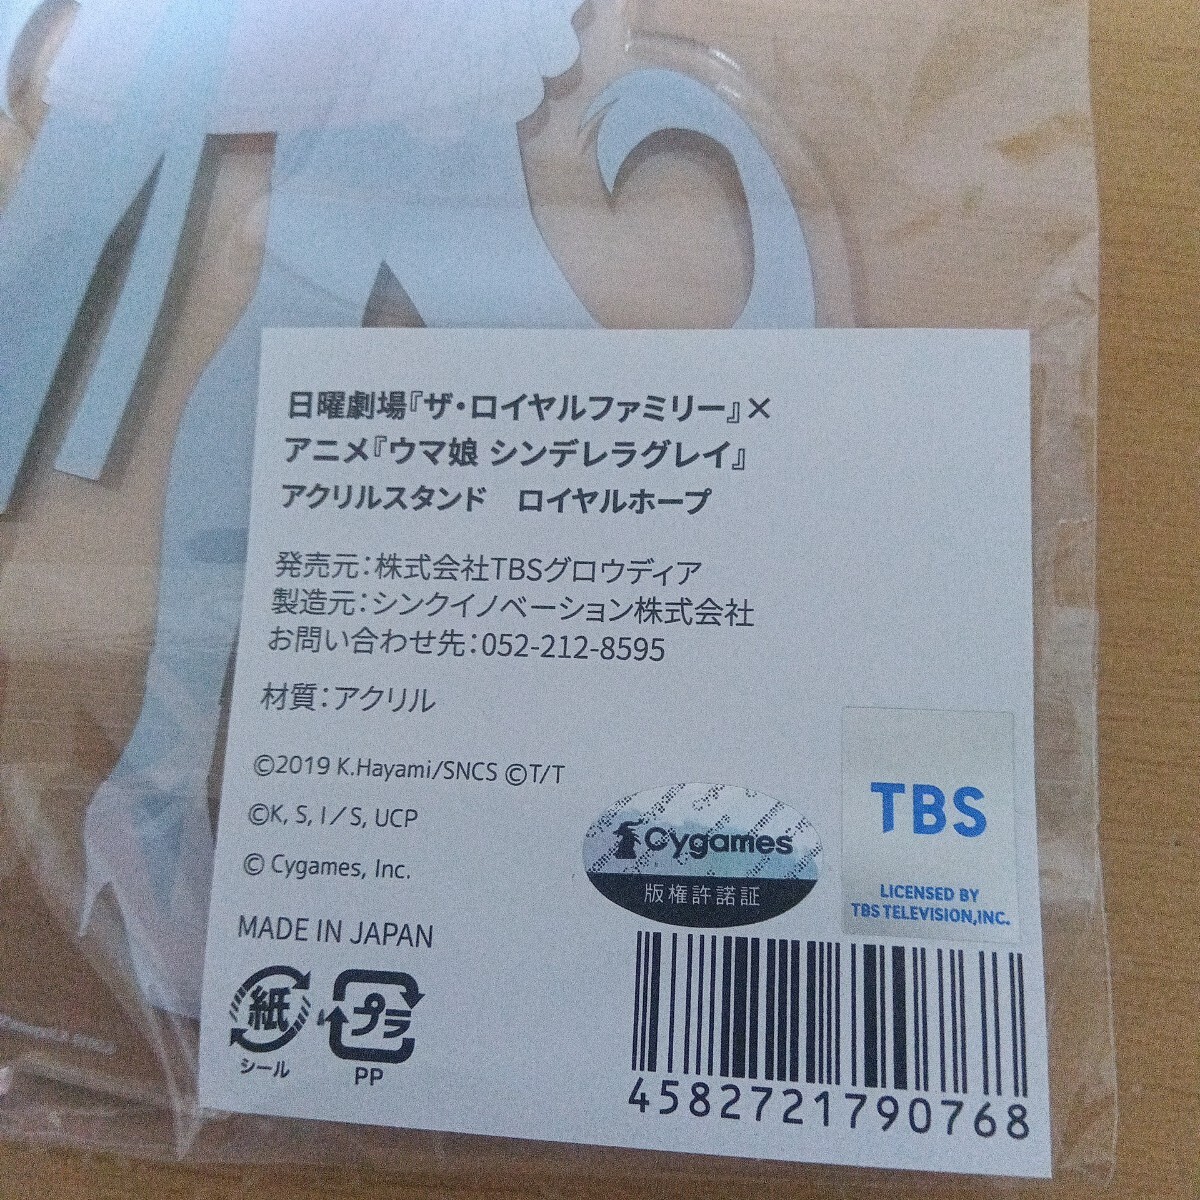 日曜劇場『ザ・ロイヤルファミリー』×
アニメ『ウマ娘 シンデレラグレイ』
アクリルスタンド　ロイヤルホープ
発売元：株式会社TBSグロウディア
製造元：シンクイノベーション株式会社
お問い合わせ先：052-212-8595
材質：アクリル
©2019 K.Hayami/SNCS ©T/T
©K, S, I／S, UCP
© Cygames, Inc.
MADE IN JAPAN
紙
シール
プラ
PP
Cygames
版権許諾証
TBS
LICENSED BY
TBS TELEVISION,INC.
4582721790768